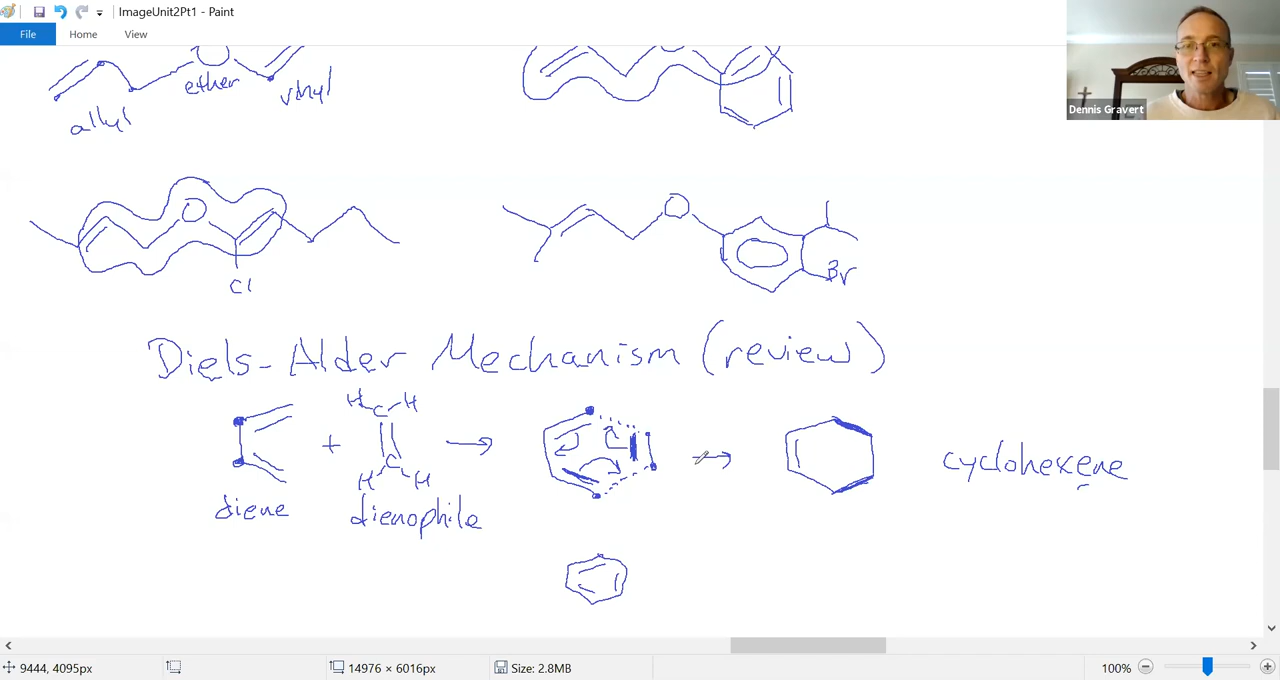 ImageUnit2Pt1 - Paint
File Home View
Dennis Gravert
allyl ether vinyl
O
O
Cl
O
Br
Diels-Alder Mechanism (review)
H C H
+
C
H H
diene dienophile
cyclohexene
9444, 4095px
14976 × 6016px
Size: 2.8MB
100%